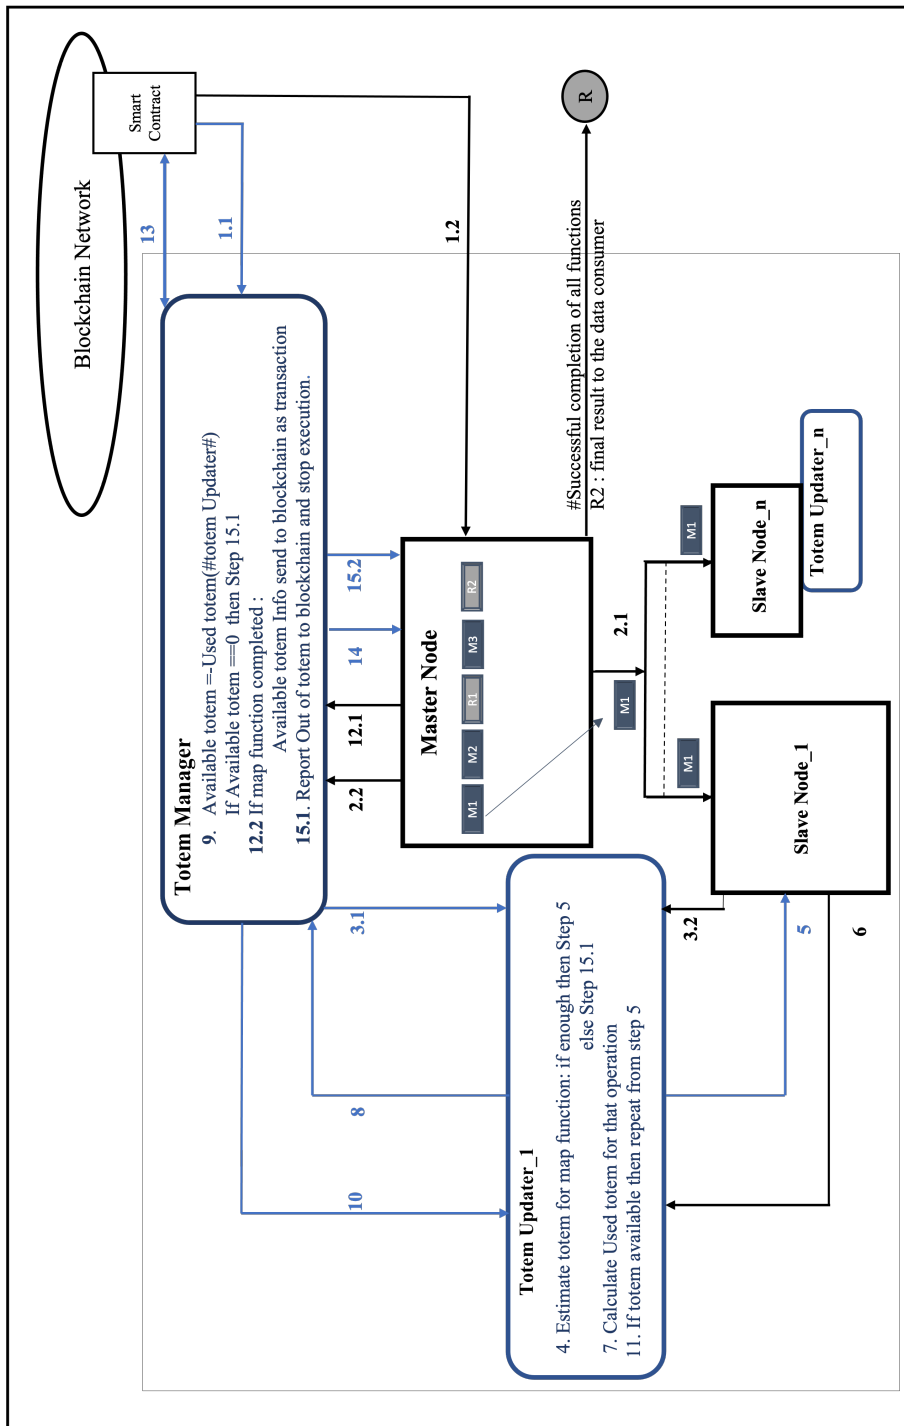 Blockchain Network
Smart
Contract
13
1.1
1.2
Totem Manager
9. Available totem =-Used totem(#totem Updater#)
If Available totem ==0 then Step 15.1
12.2 If map function completed :
Available totem Info send to blockchain as transaction
15.1. Report Out of totem to blockchain and stop execution.
10
8
3.1
2.2
12.1
14
15.2
Master Node
M1
M2
R1
M3
R2
R
#Successful completion of all functions
R2 : final result to the data consumer
Totem Updater_1
4. Estimate totem for map function: if enough then Step 5
else Step 15.1
7. Calculate Used totem for that operation
11. If totem available then repeat from step 5
3.2
5
6
M1
2.1
M1
M1
Slave Node_1
Slave Node_n
Totem Updater_n